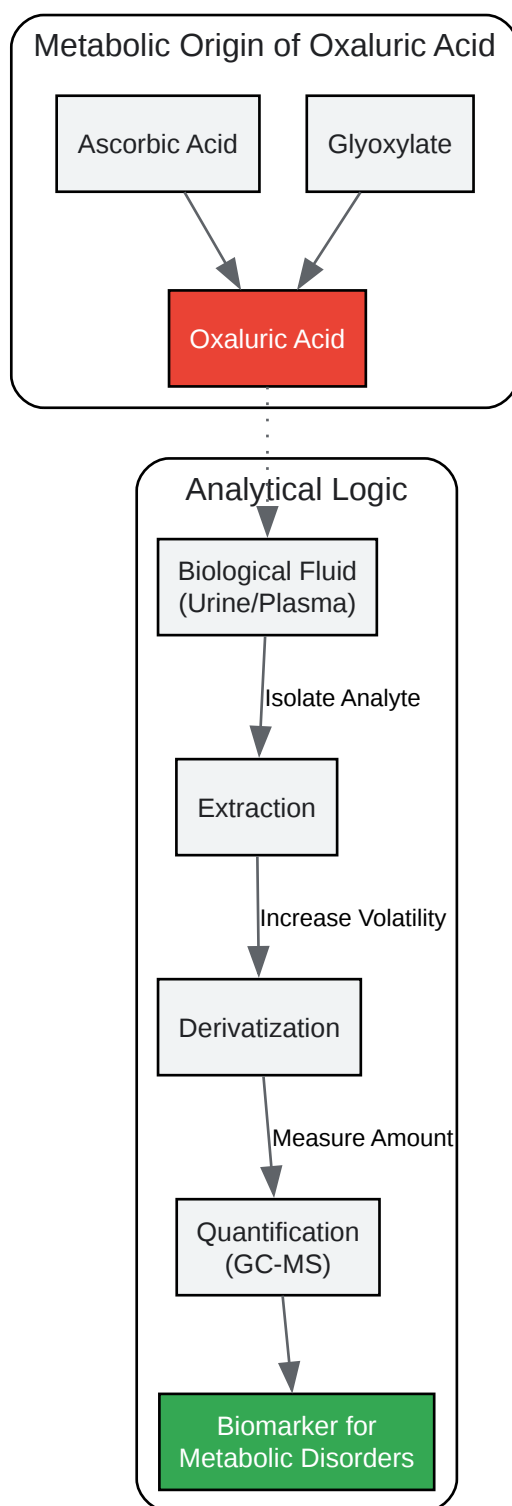 Metabolic Origin of Oxaluric Acid
Ascorbic Acid
Glyoxylate
Oxaluric Acid
Analytical Logic
Biological Fluid
(Urine/Plasma)
Isolate Analyte
Extraction
Increase Volatility
Derivatization
Measure Amount
Quantification
(GC-MS)
Biomarker for
Metabolic Disorders